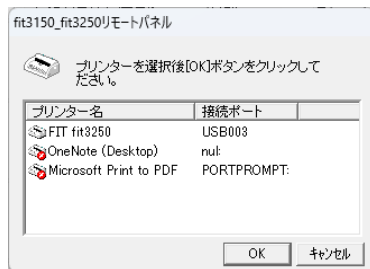 fit3150_fit3250リモートパネル
プリンターを選択後[OK]ボタンをクリックして
ださい。
プリンター名 接続ポート
FIT fit3250 USB003
OneNote (Desktop) nul:
Microsoft Print to PDF PORTPROMPT:
OK キャンセル